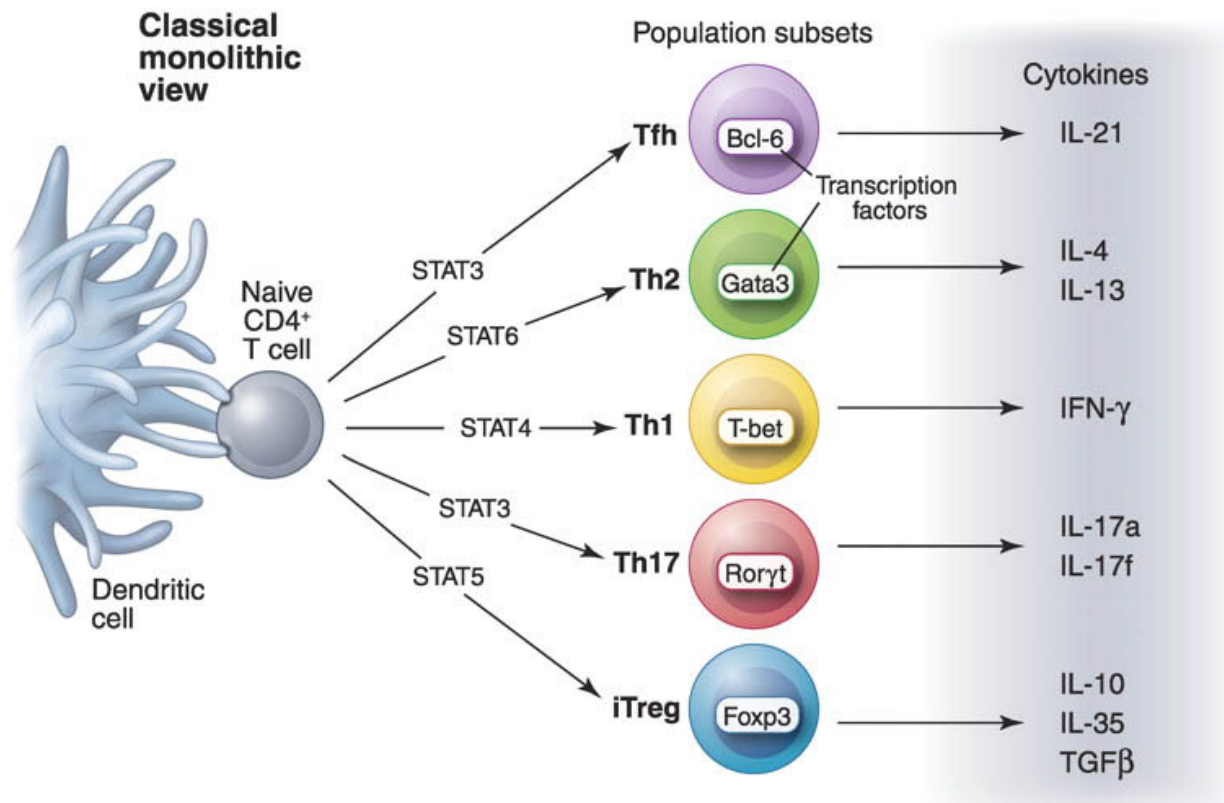 Classical
monolithic
view
Population subsets
Cytokines
Tfh
Bcl-6
IL-21
Transcription
factors
STAT3
Th2
Gata3
IL-4
IL-13
Naive
CD4⁺
T cell
STAT6
STAT4
Th1
T-bet
IFN-γ
STAT3
Th17
Rorγt
IL-17a
IL-17f
STAT5
Dendritic
cell
iTreg
Foxp3
IL-10
IL-35
TGFβ